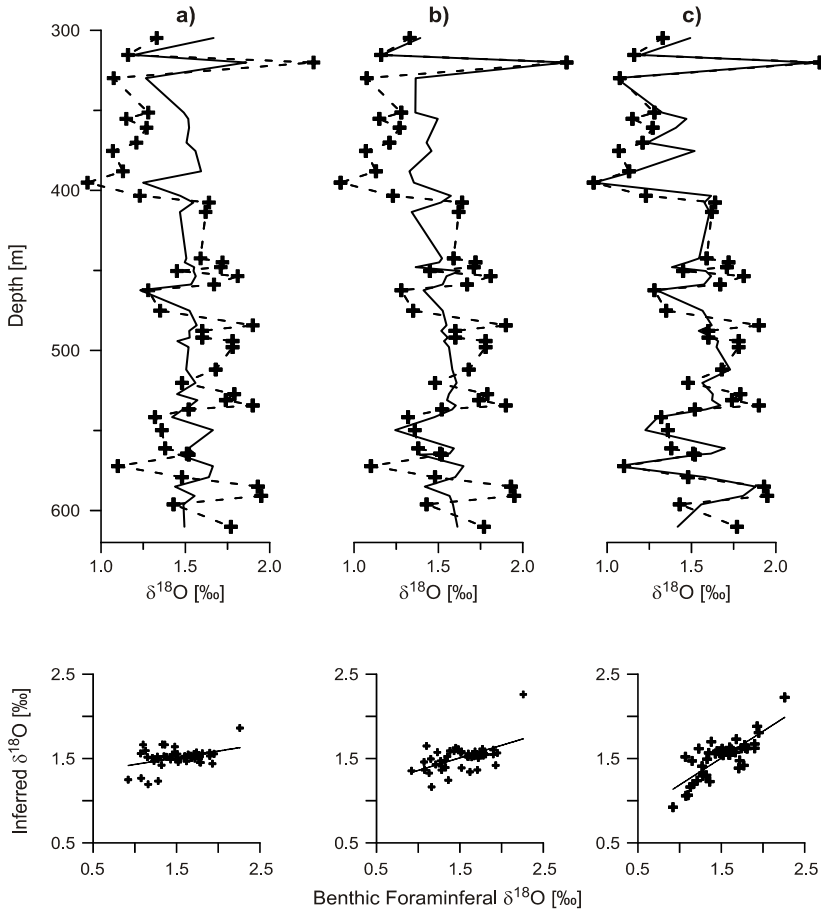 a) b) c)
300
400
500
600
Depth [m]
1.0 1.5 2.0 1.0 1.5 2.0 1.0 1.5 2.0
δ18O [‰] δ18O [‰] δ18O [‰]
2.5 2.5 2.5
1.5 1.5 1.5
0.5 0.5 0.5
Inferred δ18O [‰]
0.5 1.5 2.5 0.5 1.5 2.5 0.5 1.5 2.5
Benthic Foraminferal δ18O [‰]